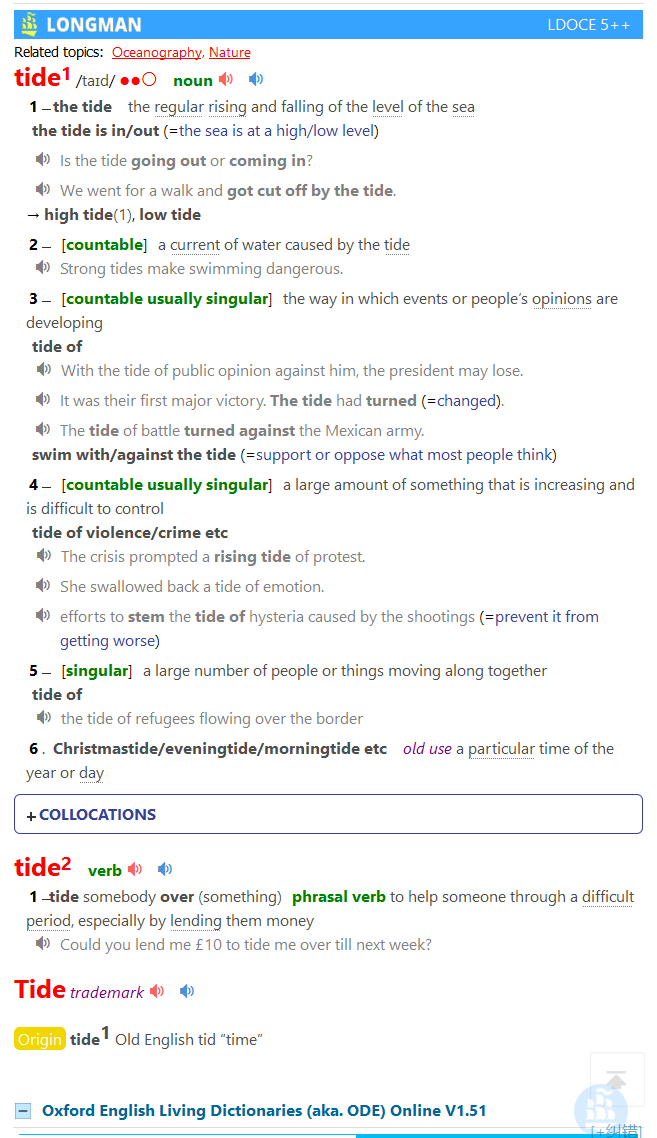 LONGMAN LDOCE 5++
Related topics: Oceanography, Nature
tide1 /taɪd/ ●●○ noun
1 – the tide the regular rising and falling of the level of the sea
the tide is in/out (=the sea is at a high/low level)
Is the tide going out or coming in?
We went for a walk and got cut off by the tide.
→ high tide(1), low tide
2 – [countable] a current of water caused by the tide
Strong tides make swimming dangerous.
3 – [countable usually singular] the way in which events or people’s opinions are
developing
tide of
With the tide of public opinion against him, the president may lose.
It was their first major victory. The tide had turned (=changed).
The tide of battle turned against the Mexican army.
swim with/against the tide (=support or oppose what most people think)
4 – [countable usually singular] a large amount of something that is increasing and
is difficult to control
tide of violence/crime etc
The crisis prompted a rising tide of protest.
She swallowed back a tide of emotion.
efforts to stem the tide of hysteria caused by the shootings (=prevent it from
getting worse)
5 – [singular] a large number of people or things moving along together
tide of
the tide of refugees flowing over the border
6 . Christmastide/eveningtide/morningtide etc old use a particular time of the
year or day
+ COLLOCATIONS
tide2 verb
1 –tide somebody over (something) phrasal verb to help someone through a difficult
period, especially by lending them money
Could you lend me £10 to tide me over till next week?
Tide trademark
Origin tide1 Old English tid “time”
Oxford English Living Dictionaries (aka. ODE) Online V1.51
[+纠错]